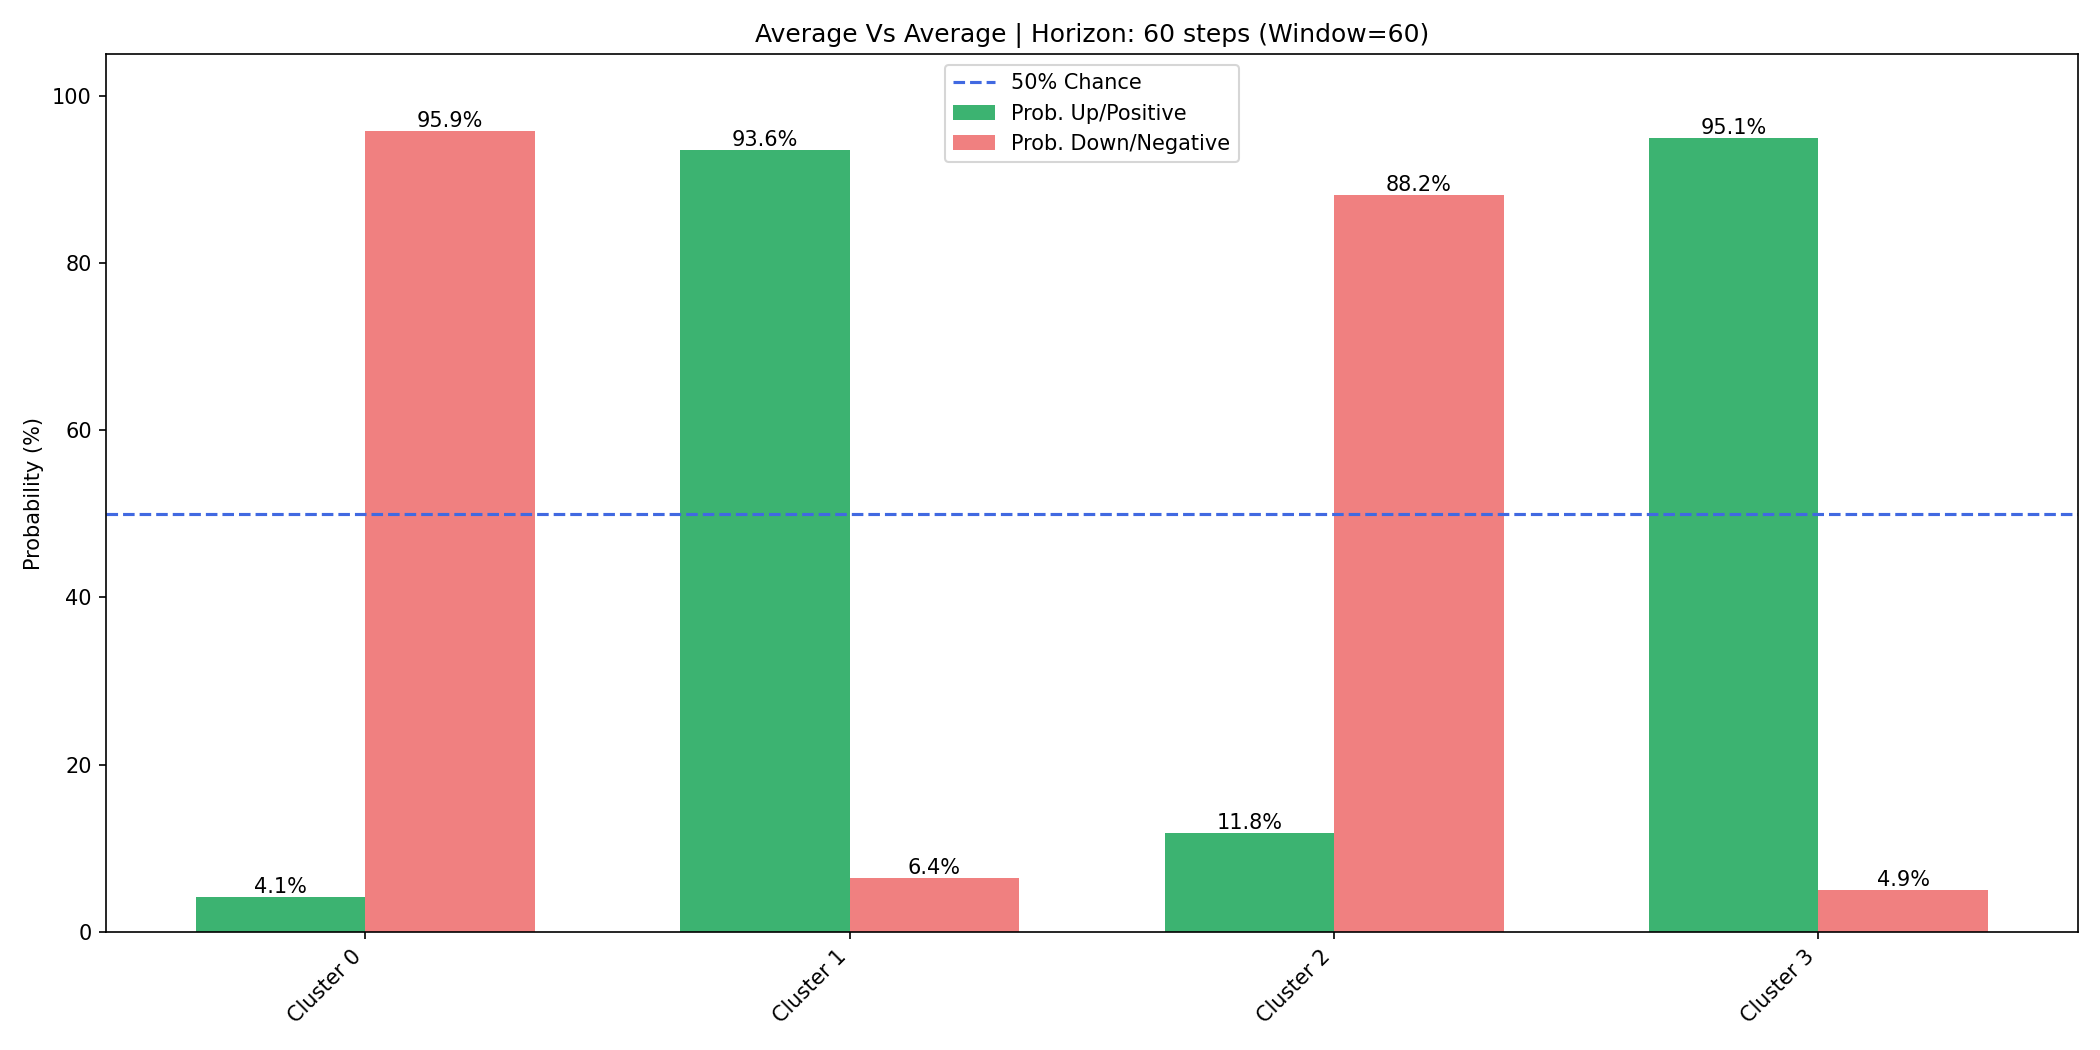 Average Vs Average | Horizon: 60 steps (Window=60)
50% Chance
Prob. Up/Positive
Prob. Down/Negative
Probability (%)
100
80
60
40
20
0
4.1%
95.9%
93.6%
6.4%
11.8%
88.2%
95.1%
4.9%
Cluster 0
Cluster 1
Cluster 2
Cluster 3